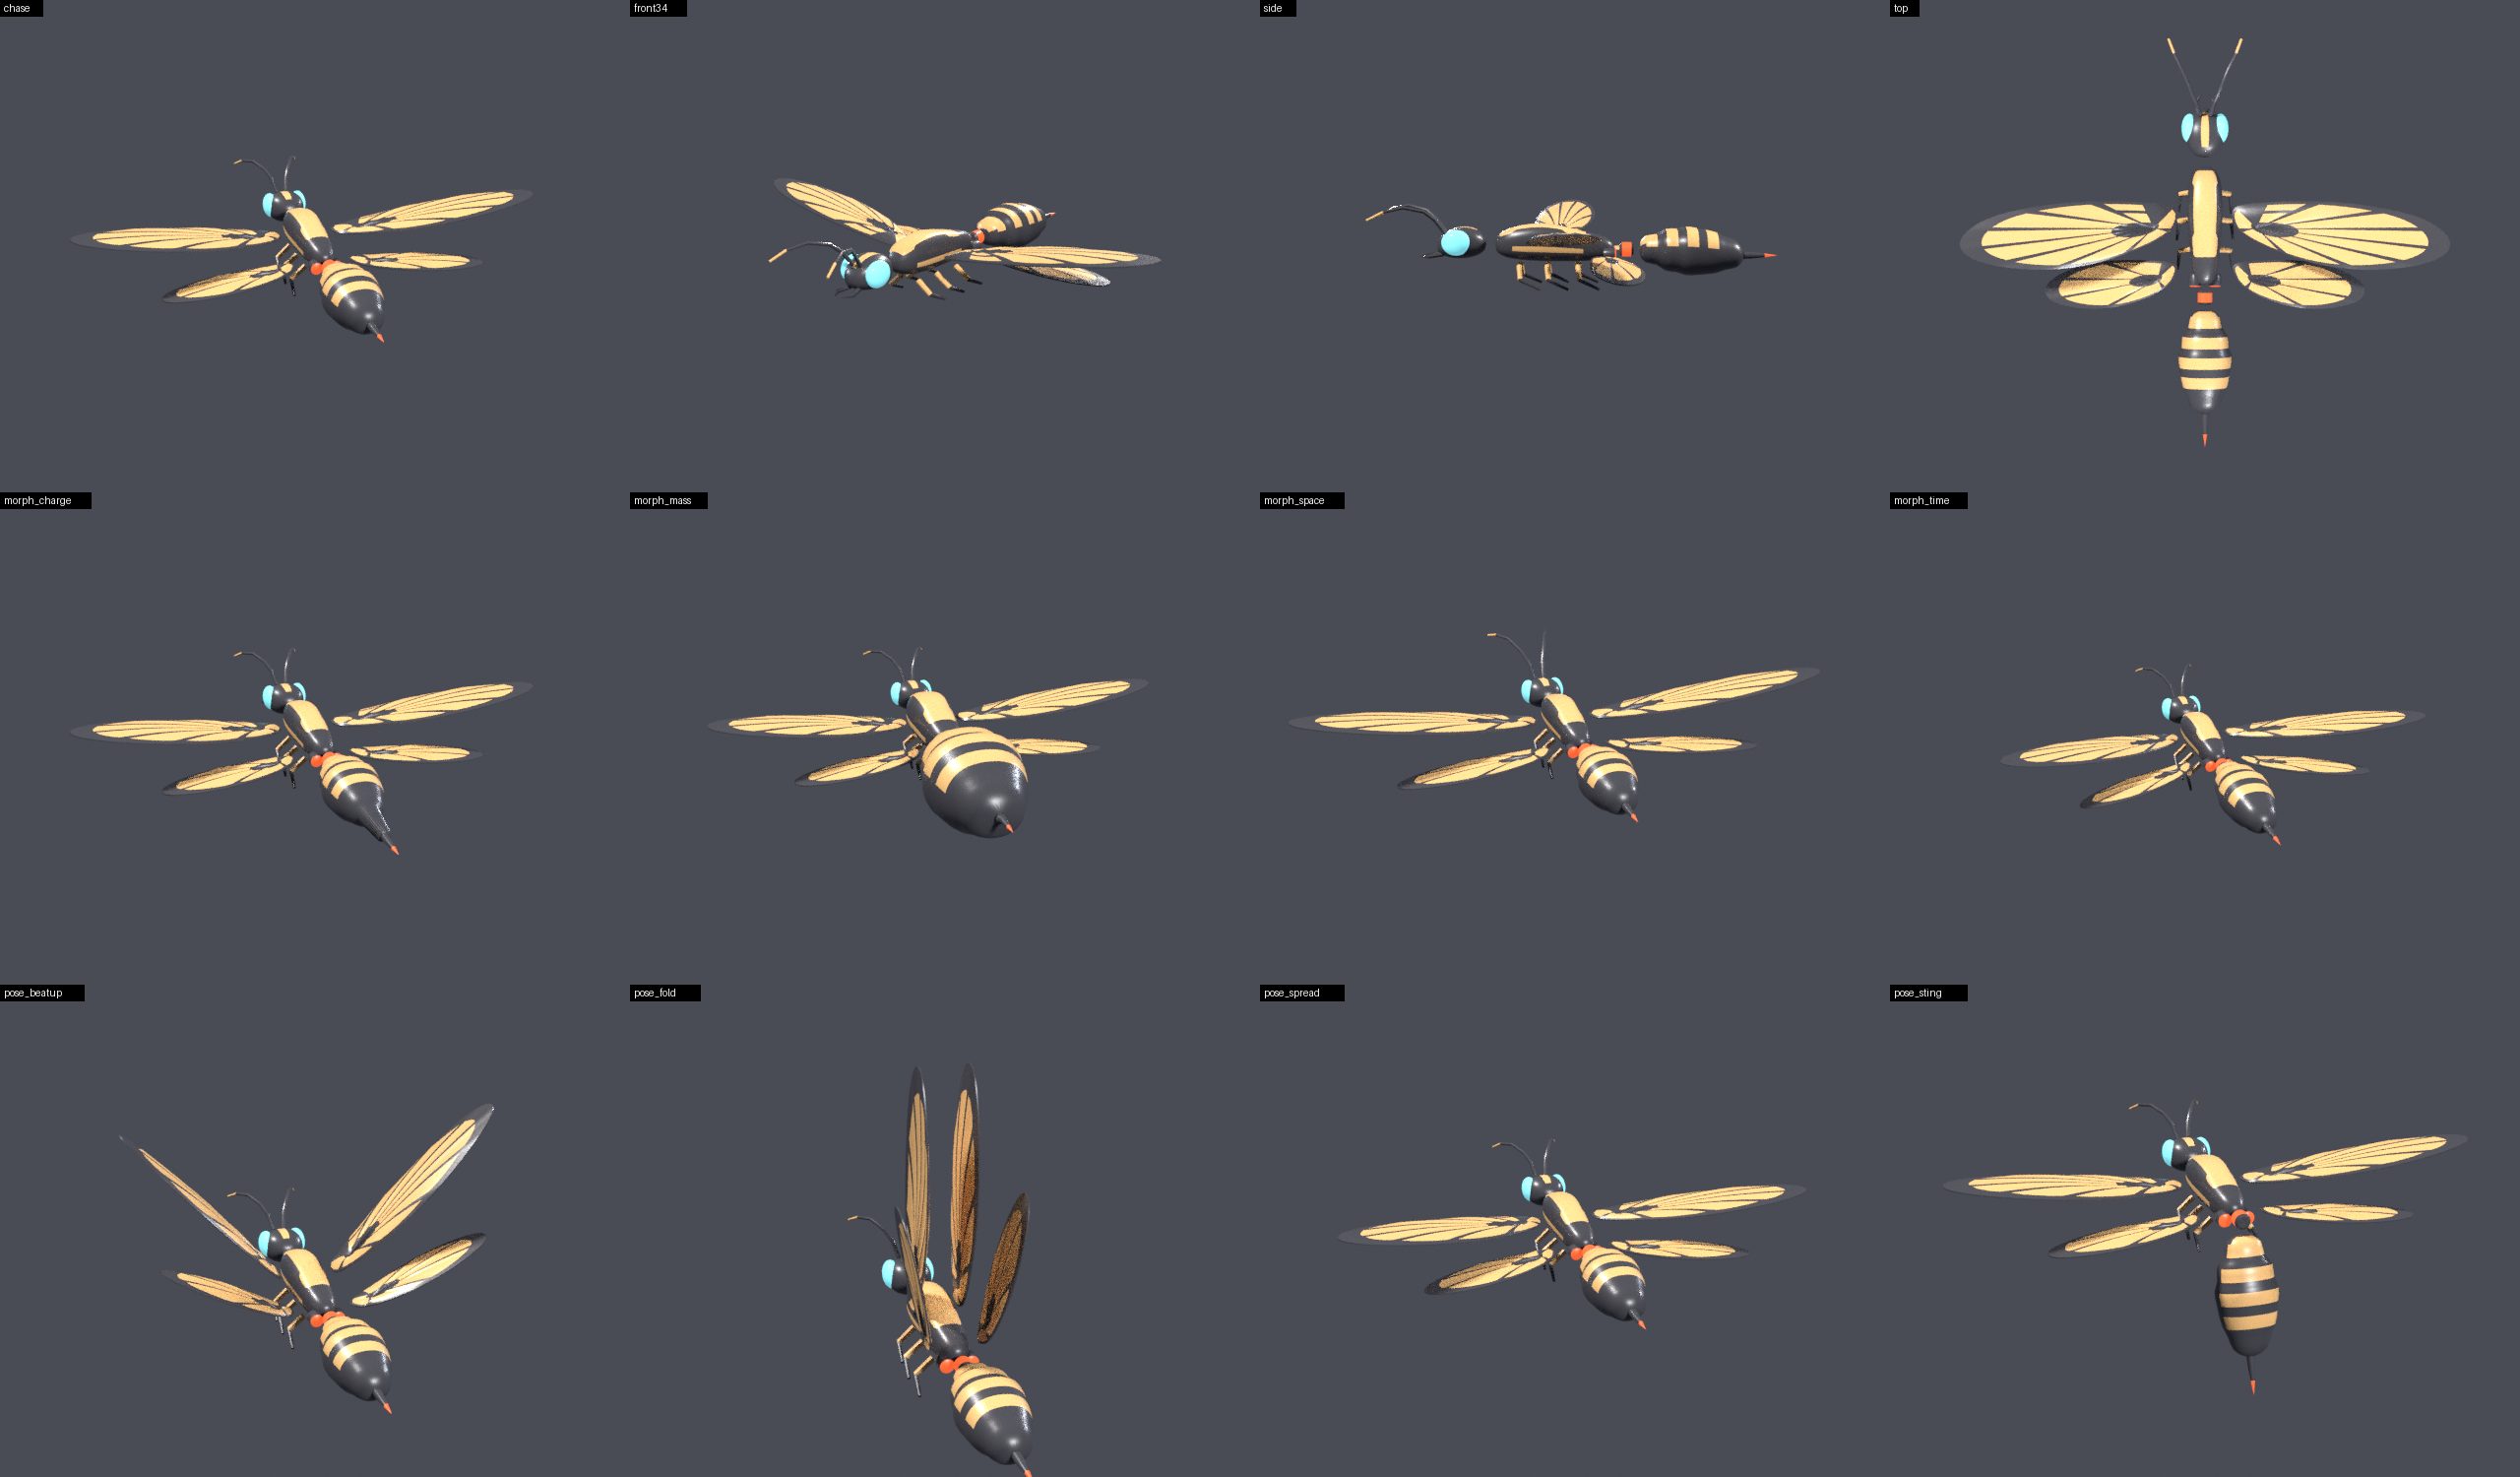 chase
front34
side
top
morph_charge
morph_mass
morph_space
morph_time
pose_beatup
pose_fold
pose_spread
pose_sting